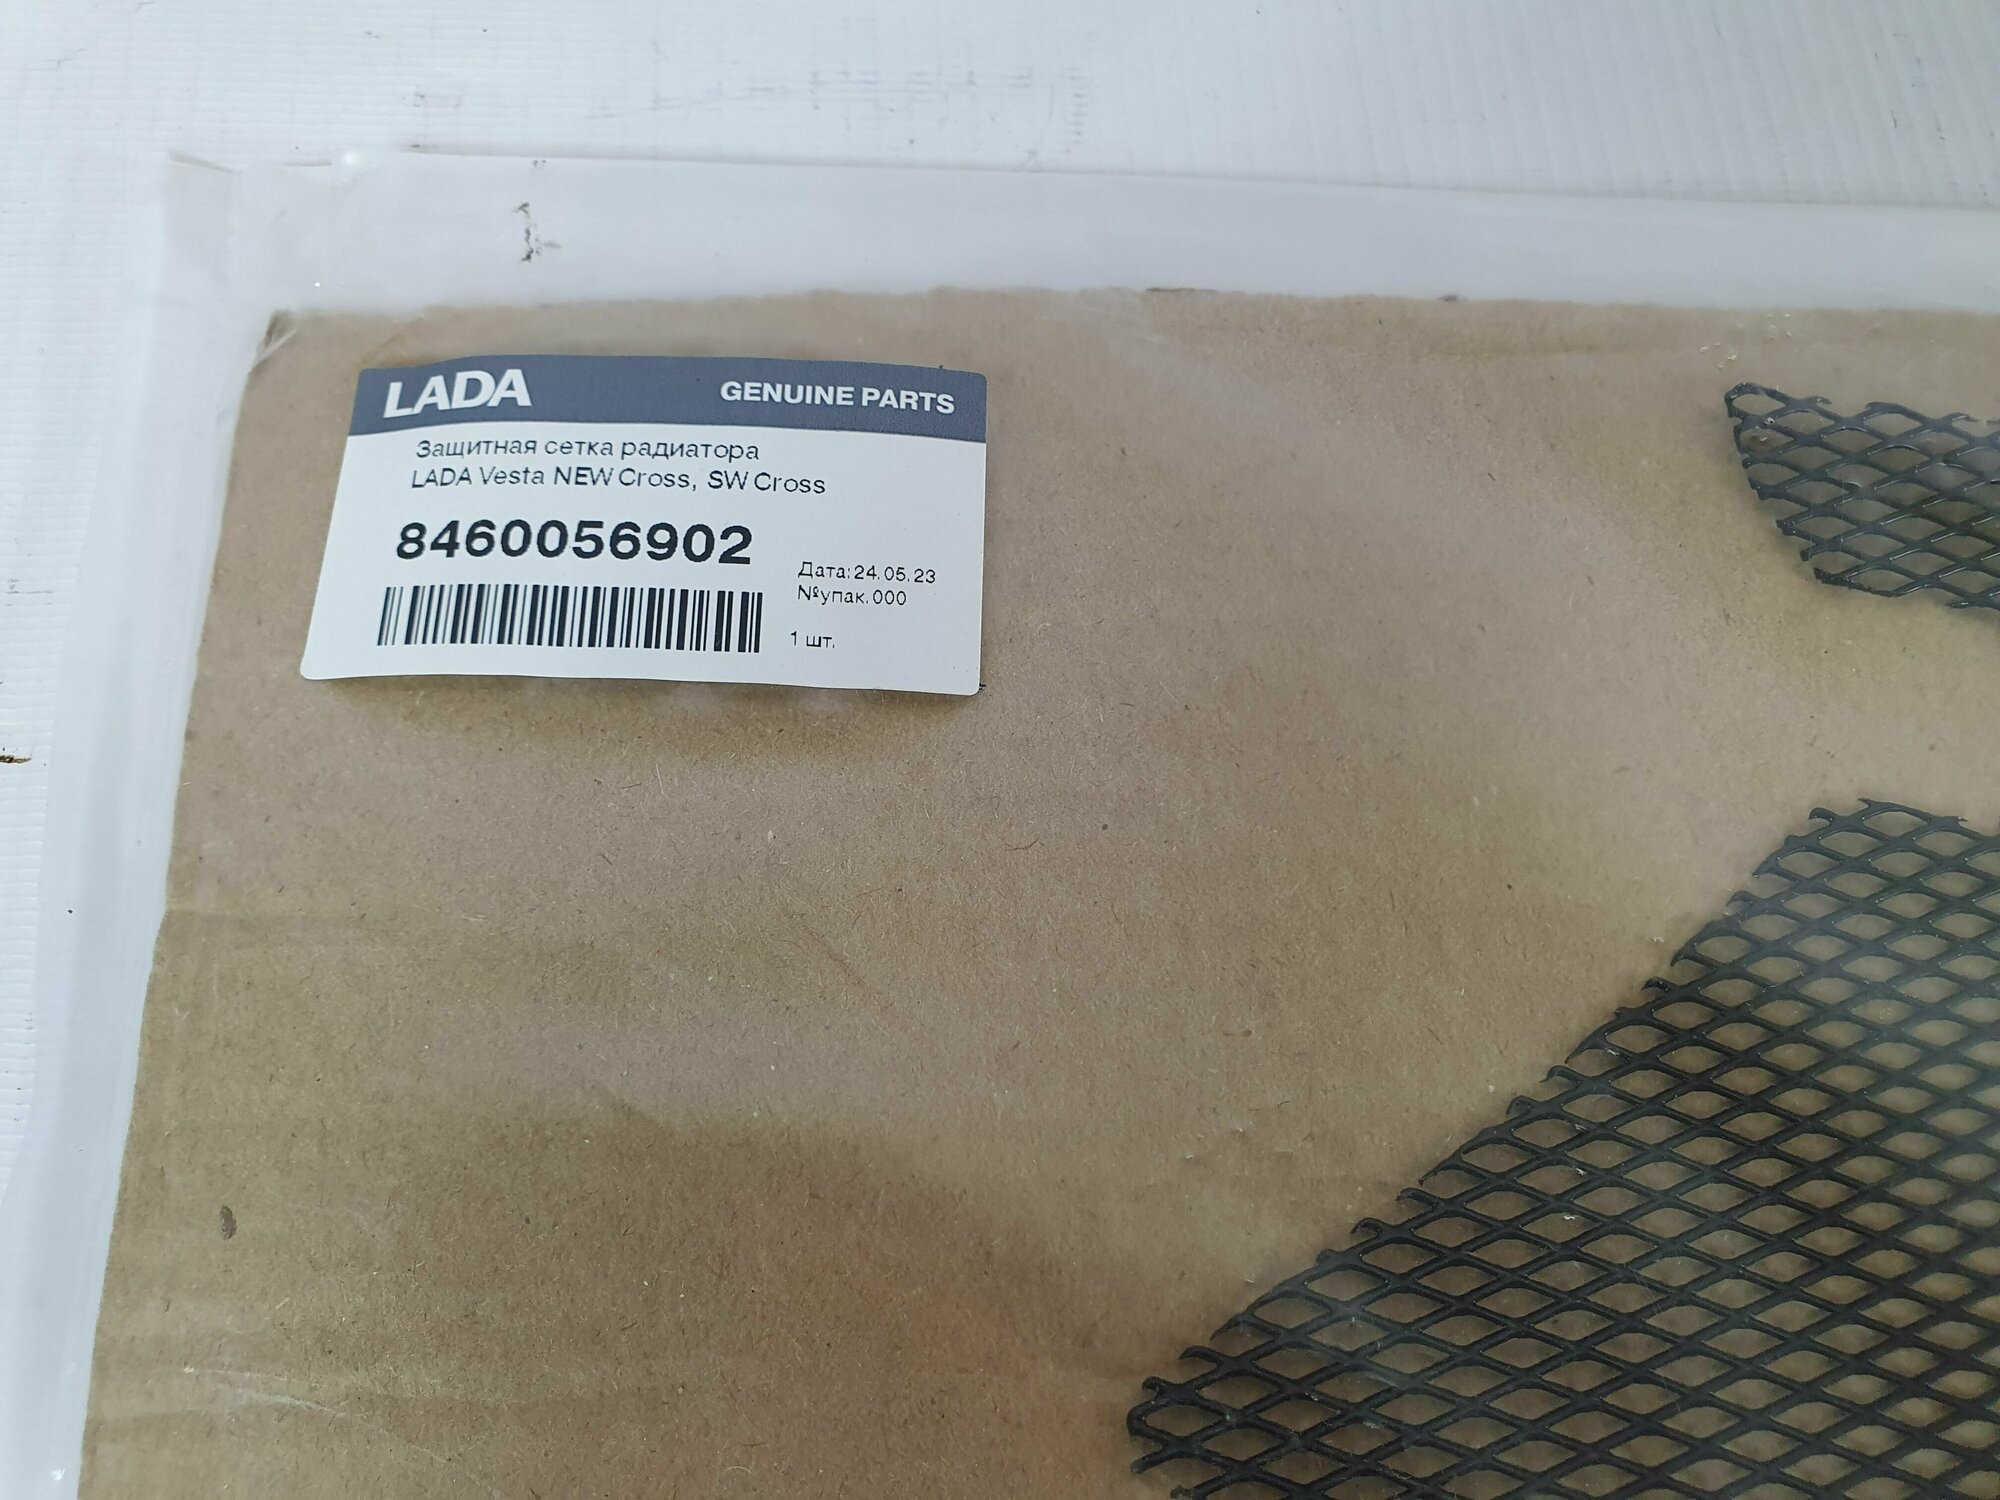 LADA GENUINE PARTS
Защитная сетка радиатора
LADA Vesta NEW Cross, SW Cross
8460056902
Дата:24.05.23
№упак.000
1 шт.